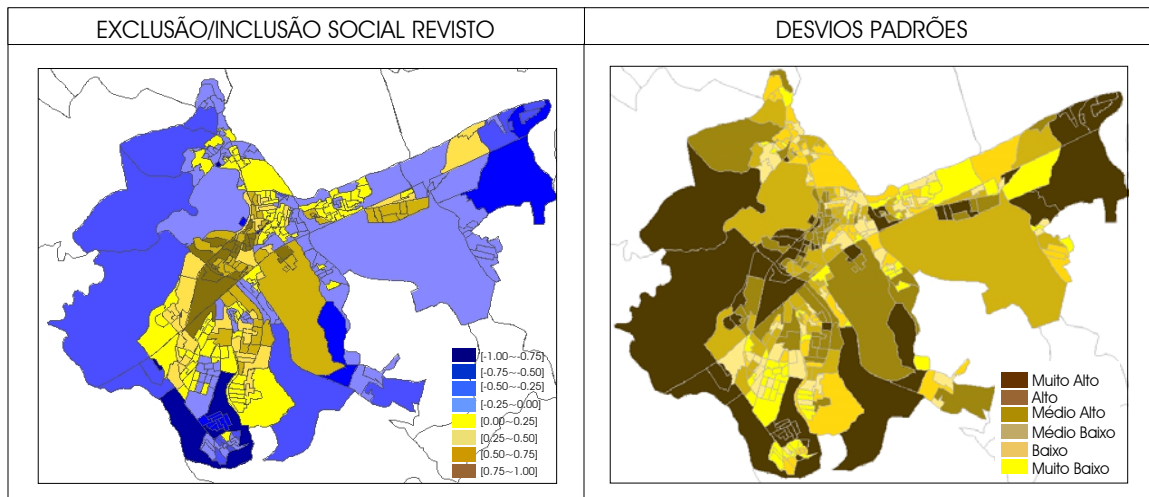 EXCLUSÃO/INCLUSÃO SOCIAL REVISTO
DESVIOS PADRÕES
[-1.00~-0.75]
[-0.75~-0.50]
[-0.50~-0.25]
[-0.25~0.00]
[0.00~0.25]
[0.25~0.50]
[0.50~0.75]
[0.75~1.00]
Muito Alto
Alto
Médio Alto
Médio Baixo
Baixo
Muito Baixo